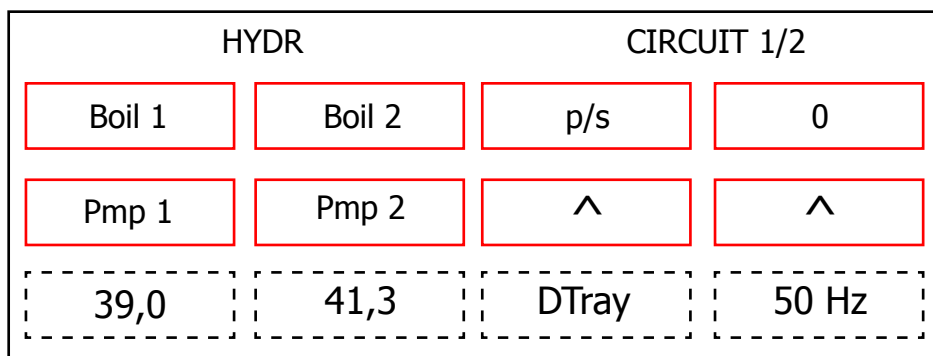 HYDR CIRCUIT 1/2
Boil 1 Boil 2 p/s 0
Pmp 1 Pmp 2 ^ ^
39,0 41,3 DTray 50 Hz